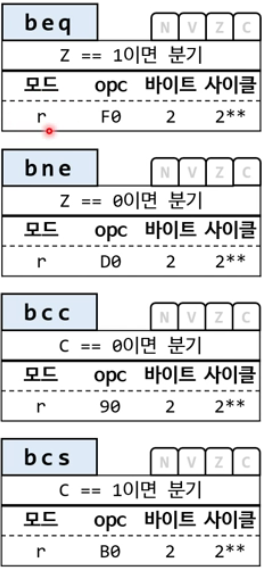 beq N V Z C
Z == 1이면 분기
모드 opc 바이트 사이클
r F0 2 2**
bne N V Z C
Z == 0이면 분기
모드 opc 바이트 사이클
r D0 2 2**
bcc N V Z C
C == 0이면 분기
모드 opc 바이트 사이클
r 90 2 2**
bcs N V Z C
C == 1이면 분기
모드 opc 바이트 사이클
r B0 2 2**